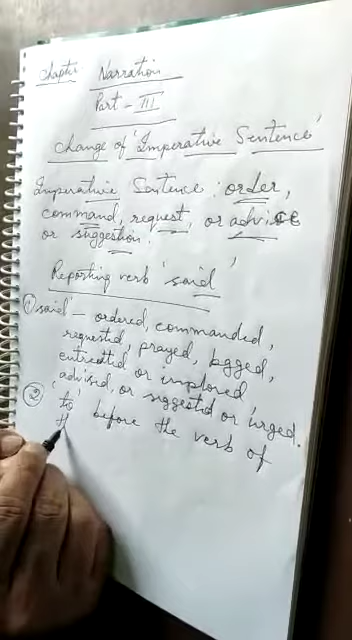 Chapter Narration
Part - III
Change of 'Imperative Sentence'
Imperative Sentence : order,
command, request, or advice
or suggestion.
Reporting verb 'said'
① said - ordered, commanded,
requested, prayed, begged,
entreated or implored
advised, or suggested or urged.
② 'to' before the verb of